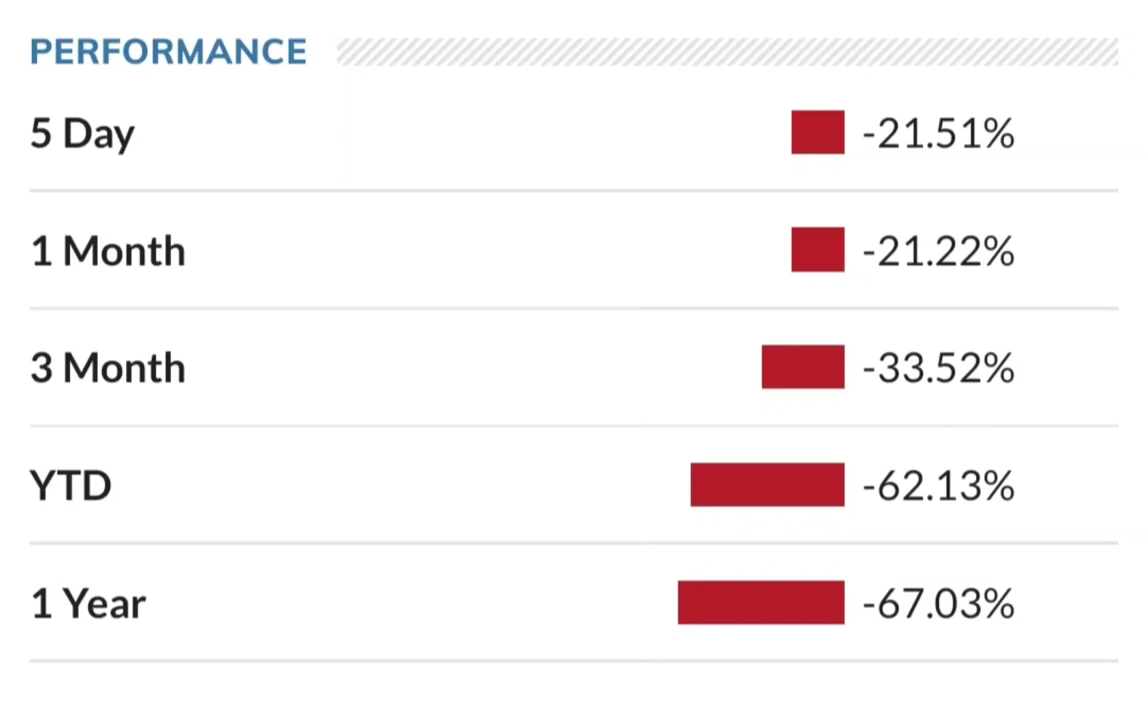 PERFORMANCE
5 Day -21.51%
1 Month -21.22%
3 Month -33.52%
YTD -62.13%
1 Year -67.03%